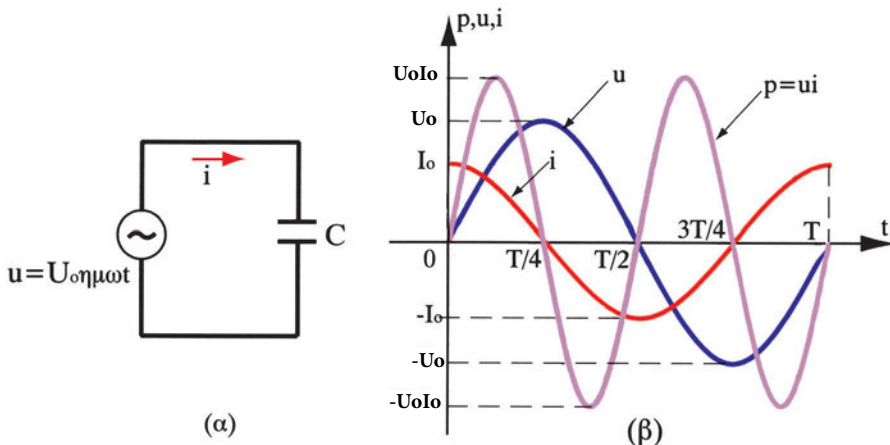 i
C
u=Uₒημωt
(α)
p,u,i
UoIo
Uo
Iₒ
u
p=ui
i
0
T/4
T/2
3T/4
T
t
-Iₒ
-Uo
-UoIo
(β)